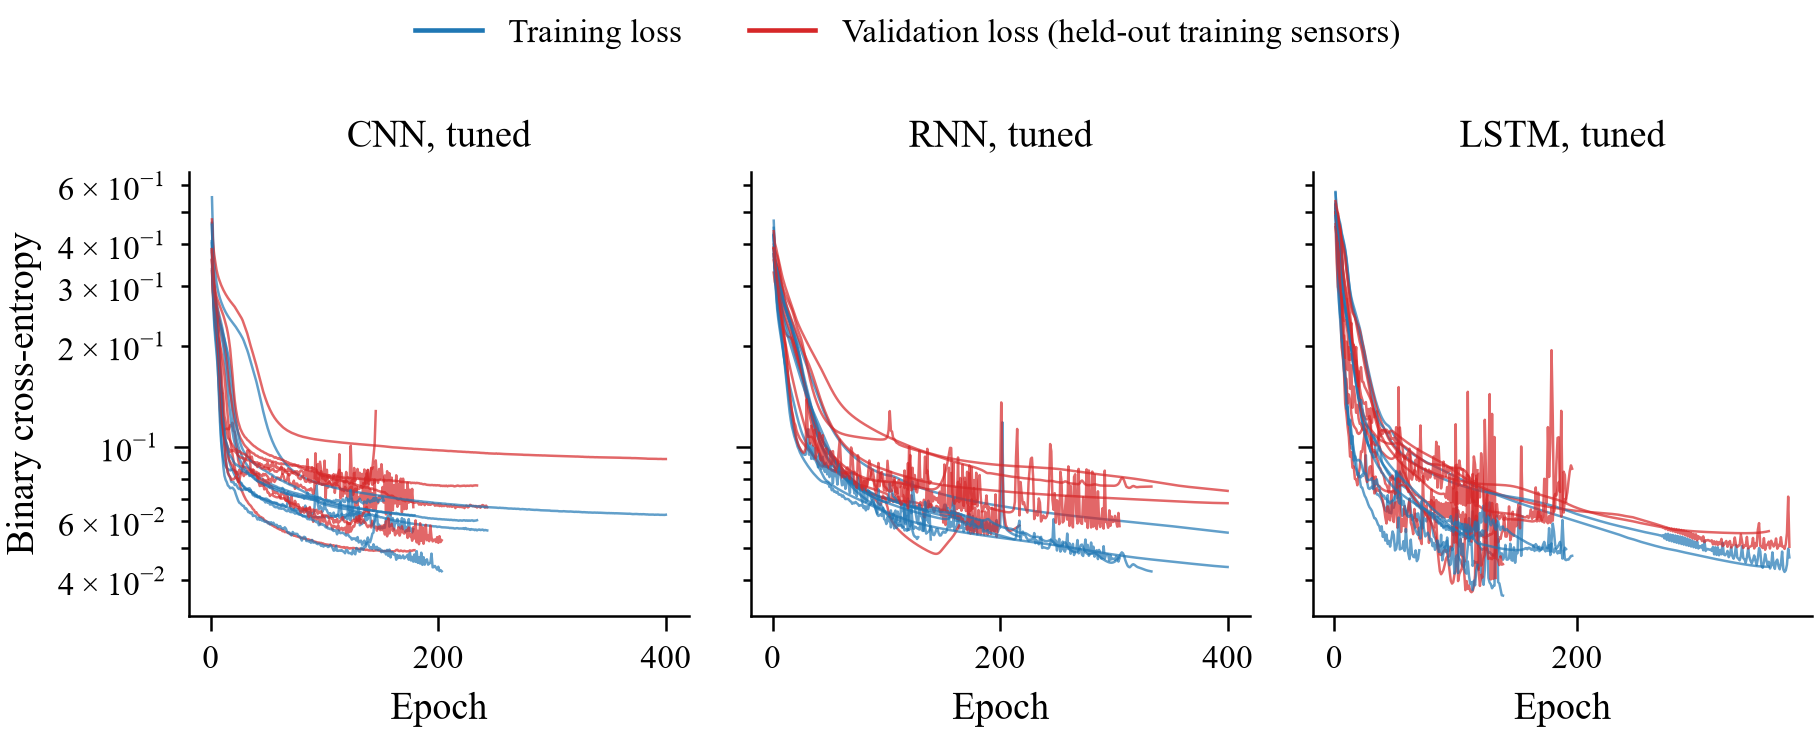 Training loss
Validation loss (held-out training sensors)
CNN, tuned
RNN, tuned
LSTM, tuned
Binary cross-entropy
6 × 10⁻¹
4 × 10⁻¹
3 × 10⁻¹
2 × 10⁻¹
10⁻¹
6 × 10⁻²
4 × 10⁻²
0 200 400
0 200 400
0 200
Epoch
Epoch
Epoch